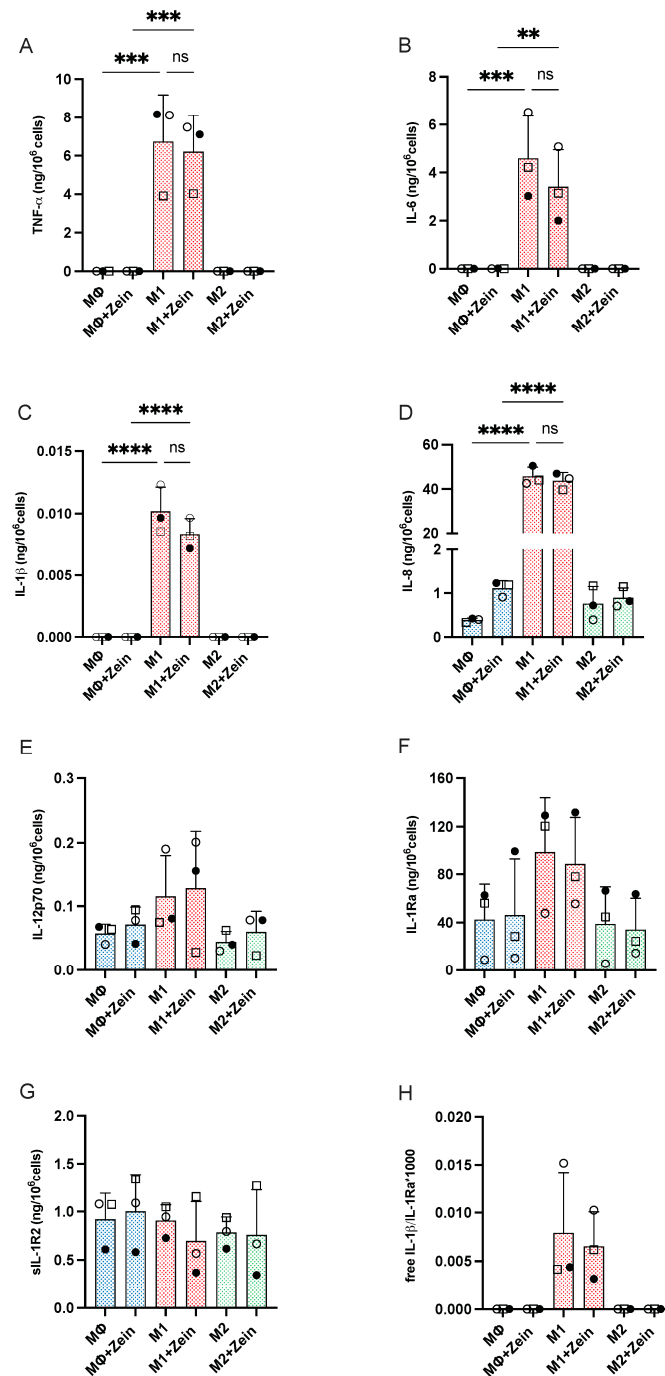 A
***
***
ns
TNF-α (ng/10⁶ cells)
10
8
6
4
2
0
MΦ
MΦ+Zein
M1
M1+Zein
M2
M2+Zein
B
**
***
ns
IL-6 (ng/10⁶cells)
8
6
4
2
0
MΦ
MΦ+Zein
M1
M1+Zein
M2
M2+Zein
C
****
****
ns
IL-1β (ng/10⁶cells)
0.015
0.010
0.005
0.000
MΦ
MΦ+Zein
M1
M1+Zein
M2
M2+Zein
D
****
****
ns
IL-8 (ng/10⁶cells)
60
40
20
2
1
0
MΦ
MΦ+Zein
M1
M1+Zein
M2
M2+Zein
E
IL-12p70 (ng/10⁶cells)
0.3
0.2
0.1
0.0
MΦ
MΦ+Zein
M1
M1+Zein
M2
M2+Zein
F
IL-1Ra (ng/10⁶cells)
160
120
80
40
0
MΦ
MΦ+Zein
M1
M1+Zein
M2
M2+Zein
G
sIL-1R2 (ng/10⁶cells)
2.0
1.5
1.0
0.5
0.0
MΦ
MΦ+Zein
M1
M1+Zein
M2
M2+Zein
H
free IL-1β/IL-1Ra*1000
0.020
0.015
0.010
0.005
0.000
MΦ
MΦ+Zein
M1
M1+Zein
M2
M2+Zein